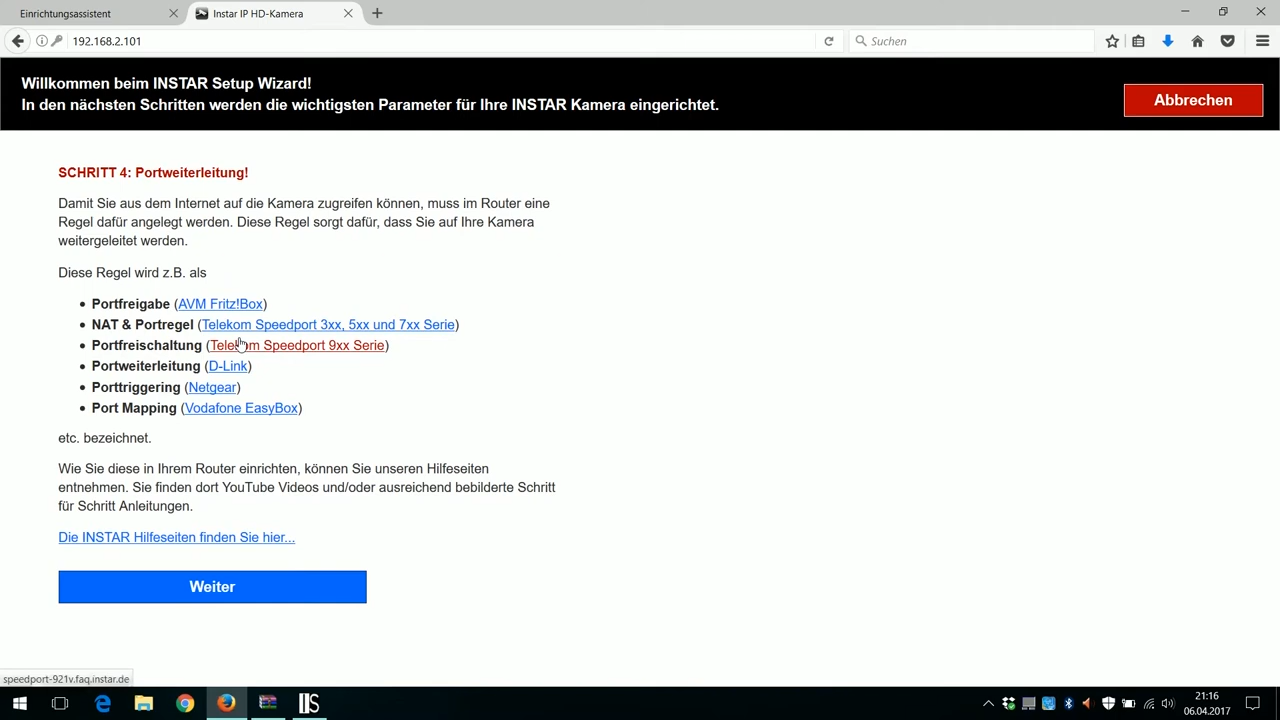 Einrichtungsassistent
Instar IP HD-Kamera
192.168.2.101
Suchen
Willkommen beim INSTAR Setup Wizard!
In den nächsten Schritten werden die wichtigsten Parameter für Ihre INSTAR Kamera eingerichtet.
Abbrechen
SCHRITT 4: Portweiterleitung!
Damit Sie aus dem Internet auf die Kamera zugreifen können, muss im Router eine
Regel dafür angelegt werden. Diese Regel sorgt dafür, dass Sie auf Ihre Kamera
weitergeleitet werden.
Diese Regel wird z.B. als
Portfreigabe (AVM Fritz!Box)
NAT & Portregel (Telekom Speedport 3xx, 5xx und 7xx Serie)
Portfreischaltung (Telekom Speedport 9xx Serie)
Portweiterleitung (D-Link)
Porttriggering (Netgear)
Port Mapping (Vodafone EasyBox)
etc. bezeichnet.
Wie Sie diese in Ihrem Router einrichten, können Sie unseren Hilfeseiten
entnehmen. Sie finden dort YouTube Videos und/oder ausreichend bebilderte Schritt
für Schritt Anleitungen.
Die INSTAR Hilfeseiten finden Sie hier...
Weiter
speedport-921v.faq.instar.de
21:16
06.04.2017